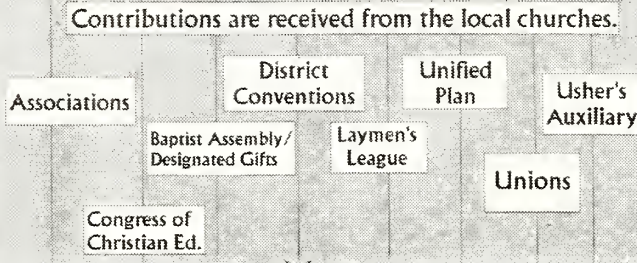 Contributions are received from the local churches.
Associations
Congress of
Christian Ed.
Baptist Assembly/
Designated Gifts
District
Conventions
Laymen's
League
Unified
Plan
Unions
Usher's
Auxiliary